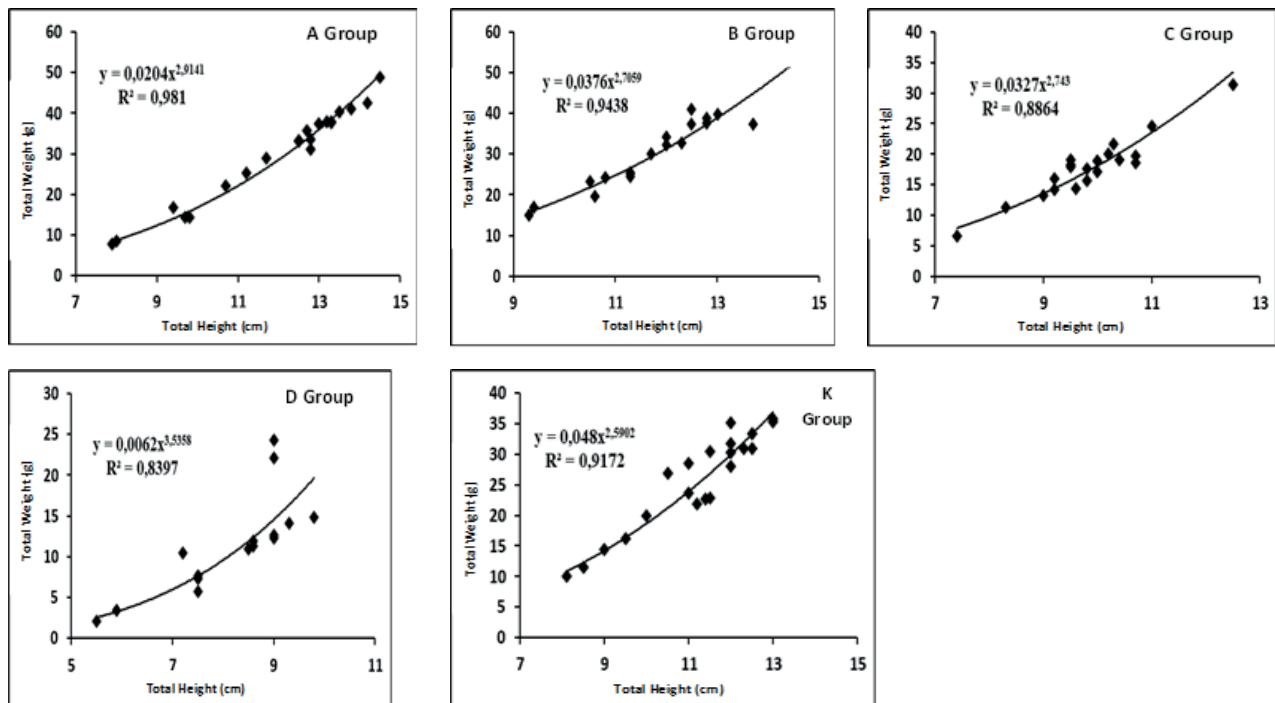 A Group
y = 0,0204x^2,9141
R² = 0,981
Total Weight [g]
60
50
40
30
20
10
0
7 9 11 13 15
Total Height (cm)
B Group
y = 0,0376x^2,7059
R² = 0,9438
Total Weight [g]
60
50
40
30
20
10
0
9 11 13 15
Total Height (cm)
C Group
y = 0,0327x^2,743
R² = 0,8864
Total Weight [g]
40
35
30
25
20
15
10
5
0
7 9 11 13
Total Height (cm)
D Group
y = 0,0062x^3,5358
R² = 0,8397
Total Weight [g]
30
25
20
15
10
5
0
5 7 9 11
Total Height (cm)
K
Group
y = 0,048x^2,5902
R² = 0,9172
Total Weight [g]
40
35
30
25
20
15
10
5
0
7 9 11 13 15
Total Height (cm)